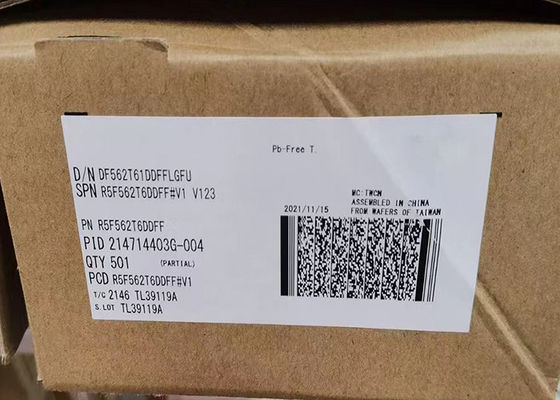 Pb-Free T.
D/N DF562T61DDFFLGFU
SPN R5F562T6DDFF#V1 V123
MC:TWCN
ASSEMBLED IN CHINA
FROM WAFERS OF TAIWAN
2021/11/15
PN R5F562T6DDFF
PID 214714403G-004
QTY 501 (PARTIAL)
PCD R5F562T6DDFF#V1
T/C 2146 TL39119A
S.LOT TL39119A